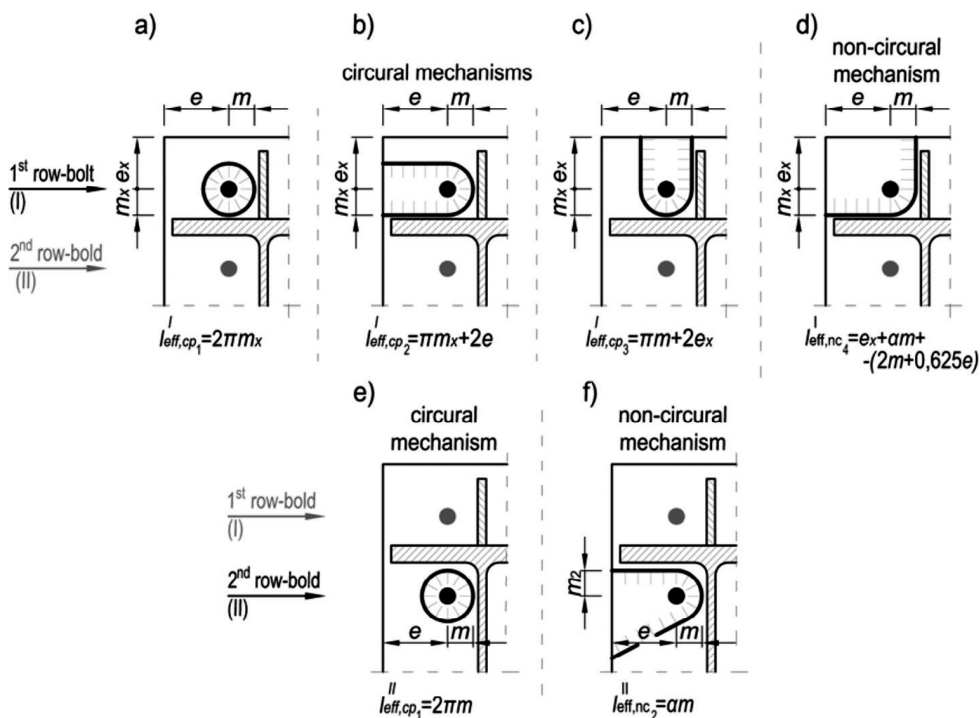 a)
b)
c)
d)
circural mechanisms
non-circural
mechanism
e m
e m
e m
e m
mx ex
mx ex
mx ex
mx ex
1st row-bolt
(I)
2nd row-bold
(II)
I
leff,cp1=2πmx
I
leff,cp2=πmx+2e
I
leff,cp3=πm+2ex
I
leff,nc4=ex+αm+
-(2m+0,625e)
e)
f)
circural
mechanism
non-circural
mechanism
1st row-bold
(I)
2nd row-bold
(II)
m2
e m
e m
II
leff,cp1=2πm
II
leff,nc2=αm